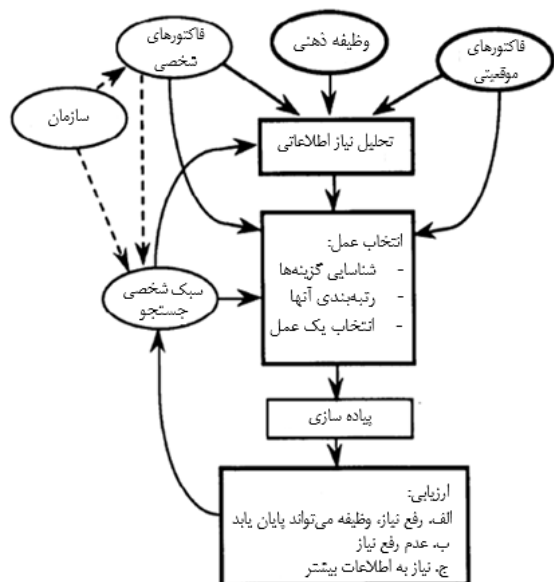 فاکتورهای
شخصی
وظیفه ذهنی
فاکتورهای
موقعیتی
سازمان
تحلیل نیاز اطلاعاتی
انتخاب عمل:
- شناسایی گزینه‌ها
- رتبه‌بندی آنها
- انتخاب یک عمل
سبک شخصی
جستجو
پیاده سازی
ارزیابی:
الف. رفع نیاز، وظیفه می‌تواند پایان یابد
ب. عدم رفع نیاز
ج. نیاز به اطلاعات بیشتر